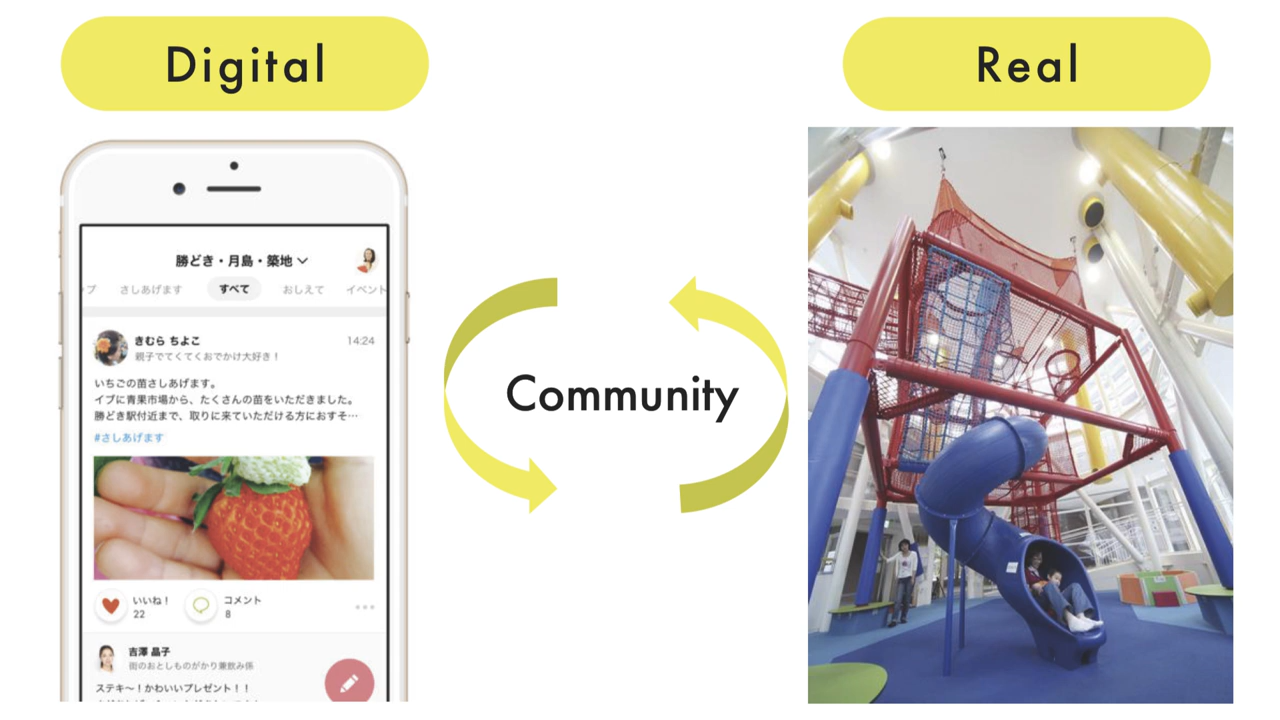 Digital
Real
勝どき・月島・築地
プ さしあげます すべて おしえて イベント
きむら ちよこ 14:24
親子でてくてくおでかけ大好き！
いちごの苗さしあげます。
イブに青果市場から、たくさんの苗をいただきました。
勝どき駅付近まで、取りに来ていただける方におすそ…
#さしあげます
いいね！ コメント
22 8
吉澤 晶子
街のおとしものがかり兼飲み係
ステキ〜！かわいいプレゼント！！
Community